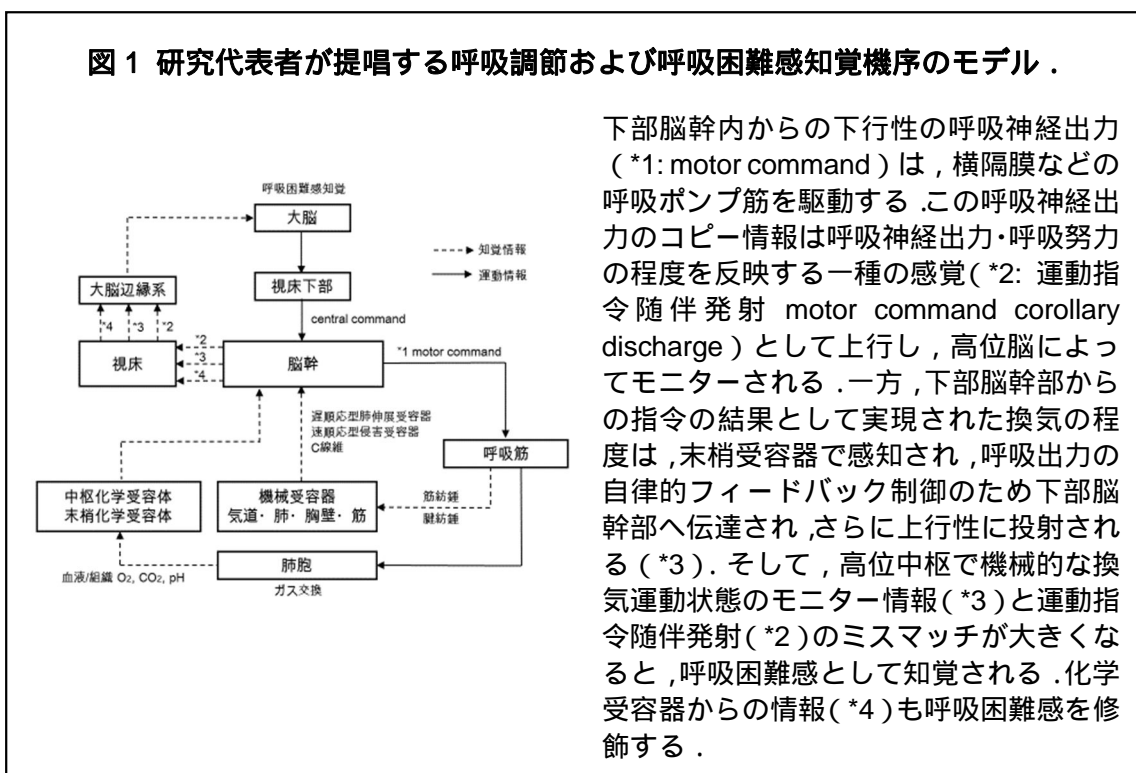 図 1 研究代表者が提唱する呼吸調節および呼吸困難感知覚機序のモデル．
呼吸困難感知覚
大脳
知覚情報
運動情報
大脳辺縁系
視床下部
*4 *3 *2
central command
視床
*2
*3
*4
脳幹
*1 motor command
遅順応型肺伸展受容器
速順応型侵害受容器
C線維
呼吸筋
中枢化学受容体
末梢化学受容体
機械受容器
気道・肺・胸壁・筋
筋紡錘
腱紡錘
肺胞
血液/組織 O2, CO2, pH
ガス交換
下部脳幹内からの下行性の呼吸神経出力
（*1: motor command）は，横隔膜などの
呼吸ポンプ筋を駆動する．この呼吸神経出
力のコピー情報は呼吸神経出力・呼吸努力
の程度を反映する一種の感覚（*2: 運動指
令随伴発射 motor command corollary
discharge）として上行し，高位脳によっ
てモニターされる．一方，下部脳幹部から
の指令の結果として実現された換気の程
度は，末梢受容器で感知され，呼吸出力の
自律的フィードバック制御のため下部脳
幹部へ伝達され，さらに上行性に投射され
る（*3）．そして，高位中枢で機械的な換
気運動状態のモニター情報（*3）と運動指
令随伴発射（*2）のミスマッチが大きくな
ると，呼吸困難感として知覚される．化学
受容器からの情報（*4）も呼吸困難感を修
飾する．